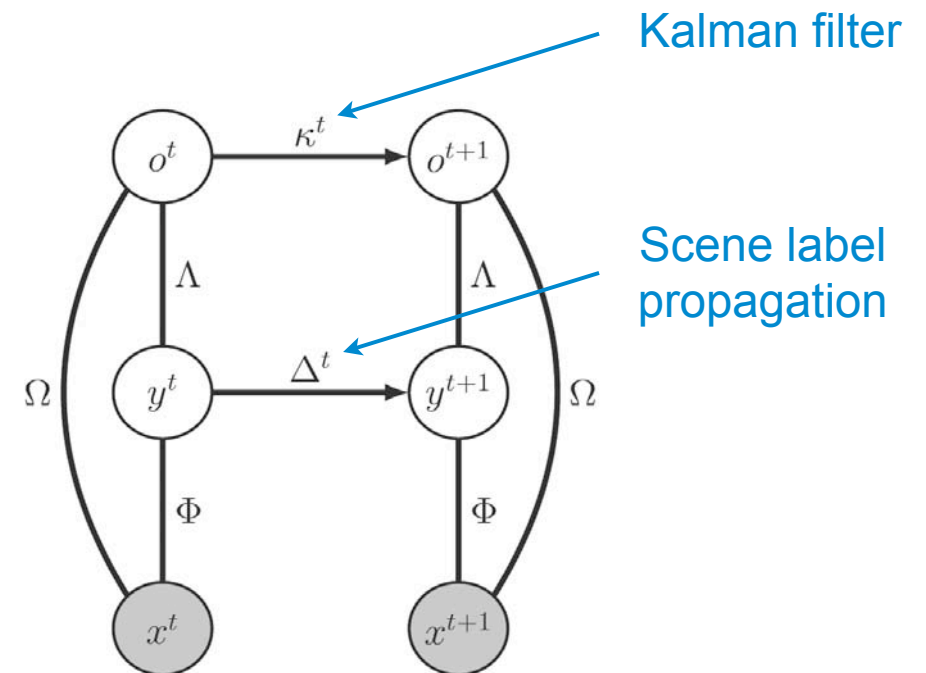 Kalman filter
κ^t
o^t
o^{t+1}
Scene label
propagation
Λ
Λ
Δ^t
Ω
y^t
y^{t+1}
Ω
Φ
Φ
x^t
x^{t+1}